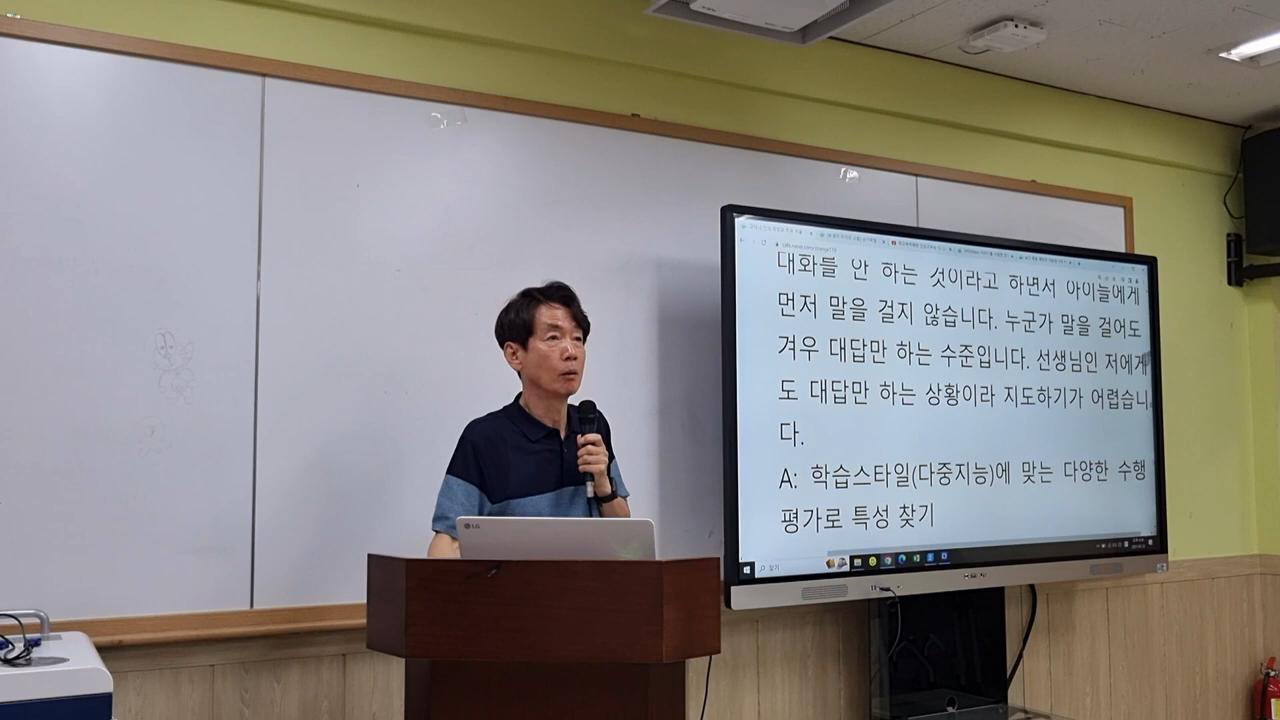 대화를 안 하는 것이라고 하면서 아이들에게
먼저 말을 걸지 않습니다. 누군가 말을 걸어도
겨우 대답만 하는 수준입니다. 선생님인 저에게
도 대답만 하는 상황이라 지도하기가 어렵습니
다.
A: 학습스타일(다중지능)에 맞는 다양한 수행
평가로 특성 찾기
찾기
LG